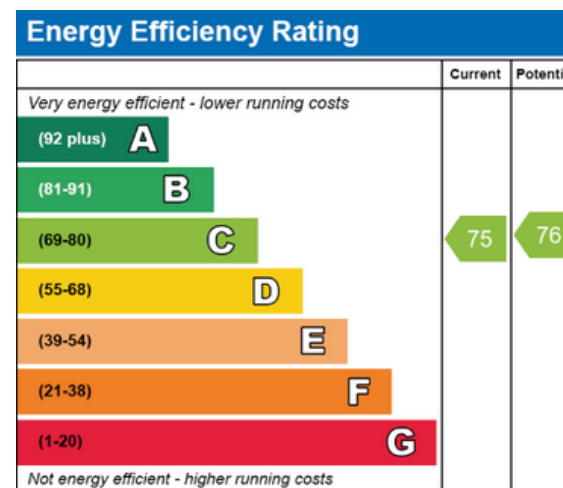 Energy Efficiency Rating
Current Potenti
Very energy efficient - lower running costs
(92 plus) A
(81-91) B
(69-80) C 75 76
(55-68) D
(39-54) E
(21-38) F
(1-20) G
Not energy efficient - higher running costs